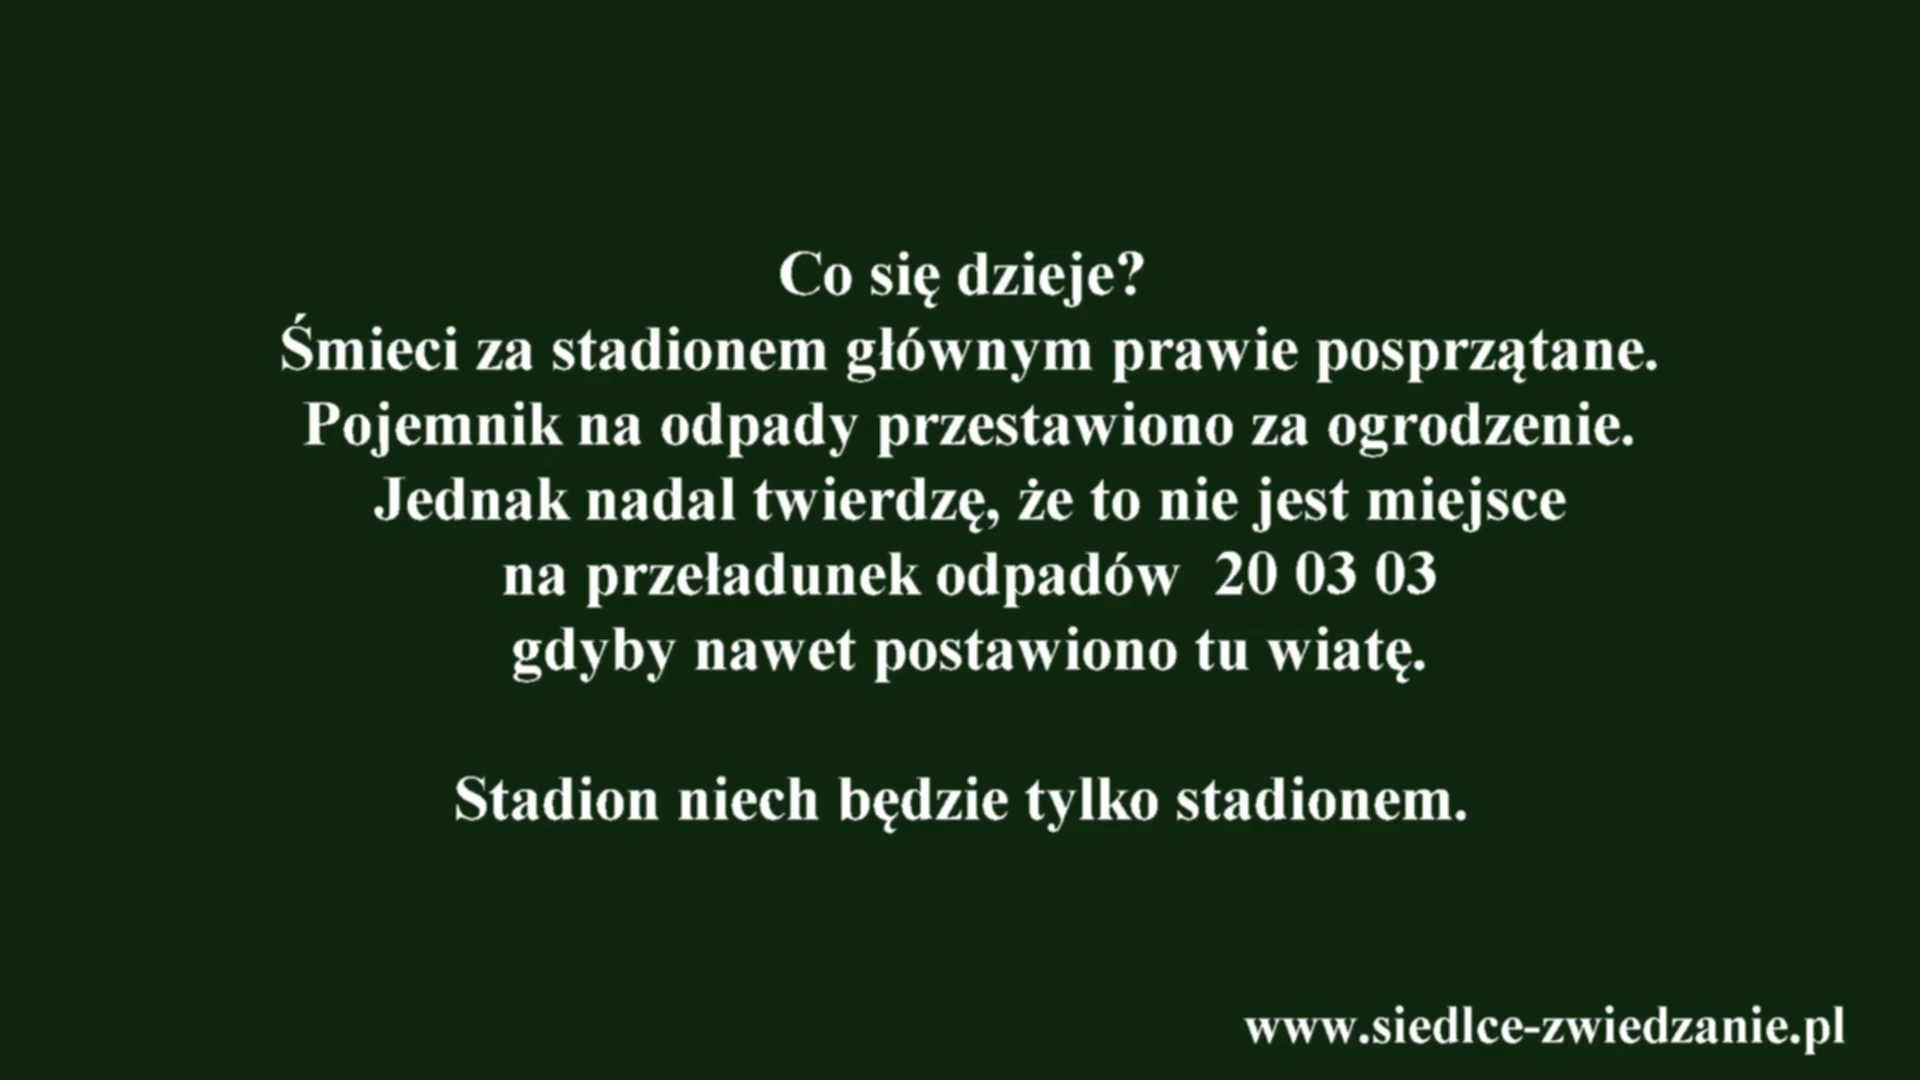 Co się dzieje?
Śmieci za stadionem głównym prawie posprzątane.
Pojemnik na odpady przestawiono za ogrodzenie.
Jednak nadal twierdzę, że to nie jest miejsce
na przeładunek odpadów 20 03 03
gdyby nawet postawiono tu wiatę.
Stadion niech będzie tylko stadionem.
www.siedlce-zwiedzanie.pl